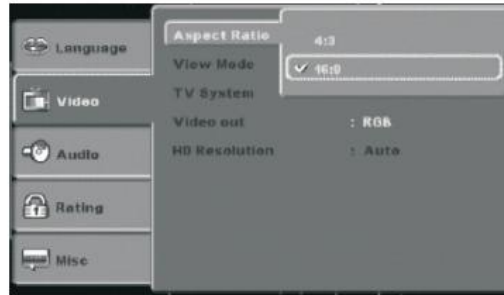 Language
Video
Audio
Rating
Misc
Aspect Ratio
4:3
View Mode
16:9
TV System
Video out : RGB
HD Resolution : Auto